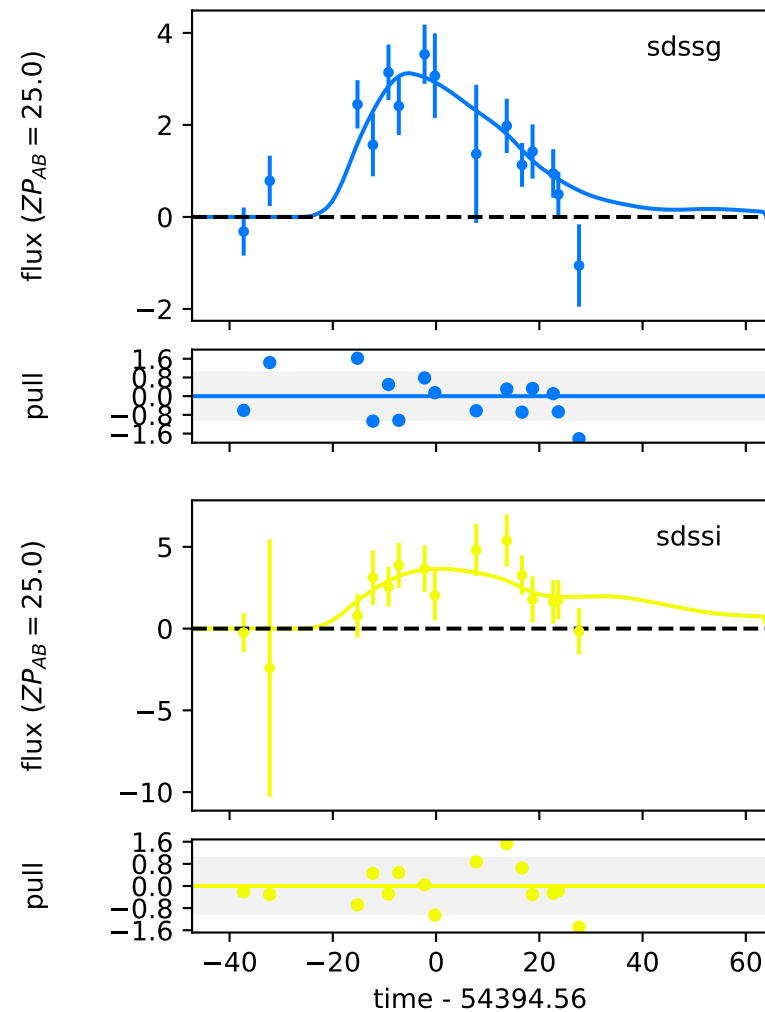 sdssg
flux (ZP_AB = 25.0)
4
2
0
−2
pull
1.6
0.8
0.0
−0.8
−1.6
sdssi
flux (ZP_AB = 25.0)
5
0
−5
−10
pull
1.6
0.8
0.0
−0.8
−1.6
−40 −20 0 20 40 60
time - 54394.56